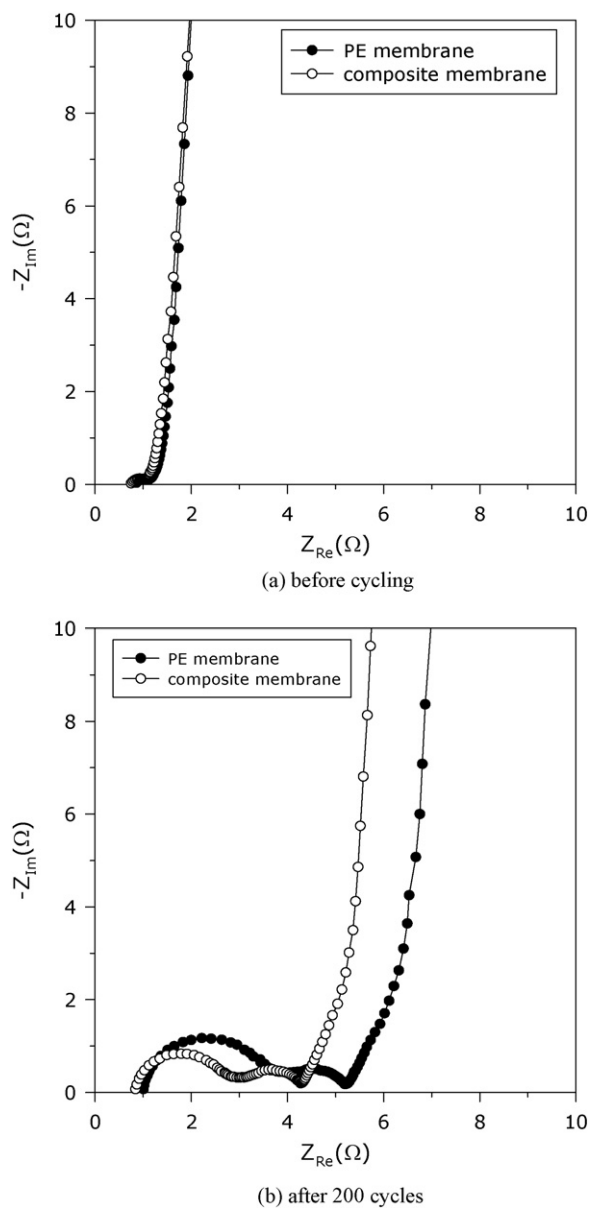 10
8
6
4
2
0
-Z_Im(Ω)
PE membrane
composite membrane
0 2 4 6 8 10
Z_Re(Ω)
(a) before cycling
10
8
6
4
2
0
-Z_Im(Ω)
PE membrane
composite membrane
0 2 4 6 8 10
Z_Re(Ω)
(b) after 200 cycles